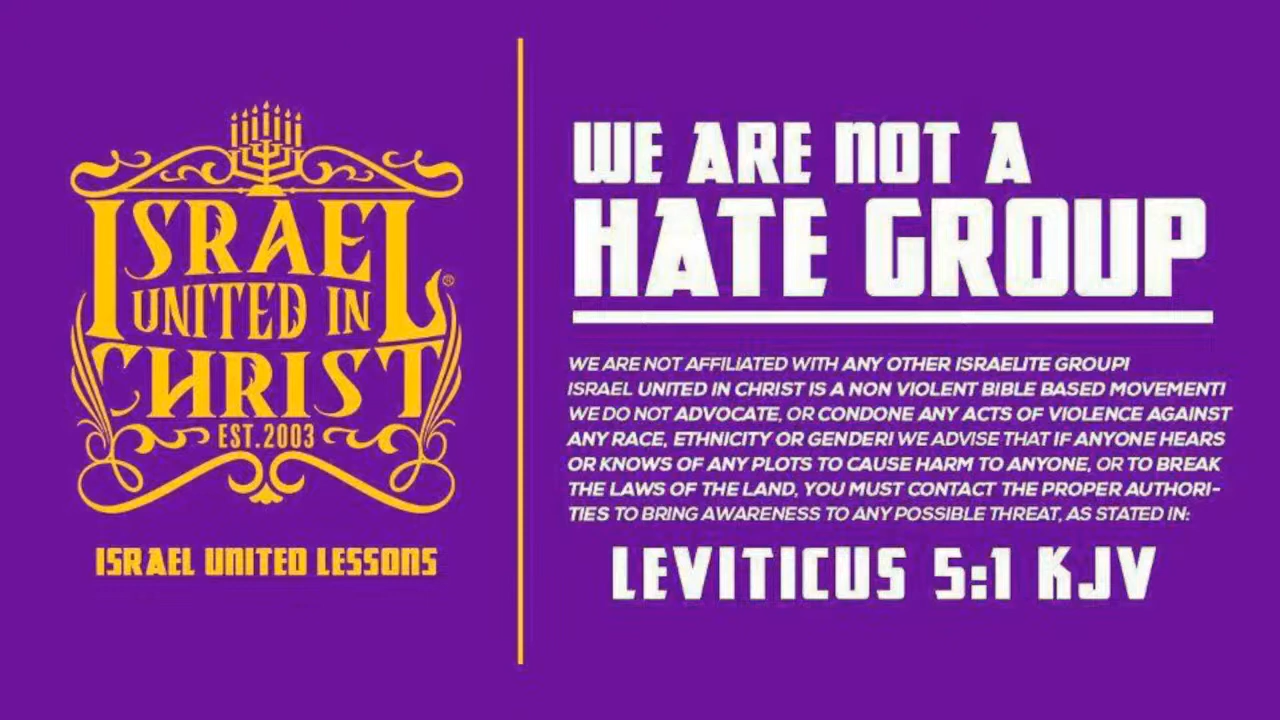 ISRAEL
UNITED IN
CHRIST®
EST.2003
ISRAEL UNITED LESSONS
WE ARE NOT A
HATE GROUP
WE ARE NOT AFFILIATED WITH ANY OTHER ISRAELITE GROUP!
ISRAEL UNITED IN CHRIST IS A NON VIOLENT BIBLE BASED MOVEMENT!
WE DO NOT ADVOCATE, OR CONDONE ANY ACTS OF VIOLENCE AGAINST
ANY RACE, ETHNICITY OR GENDER! WE ADVISE THAT IF ANYONE HEARS
OR KNOWS OF ANY PLOTS TO CAUSE HARM TO ANYONE, OR TO BREAK
THE LAWS OF THE LAND, YOU MUST CONTACT THE PROPER AUTHORI-
TIES TO BRING AWARENESS TO ANY POSSIBLE THREAT, AS STATED IN:
LEVITICUS 5:1 KJV